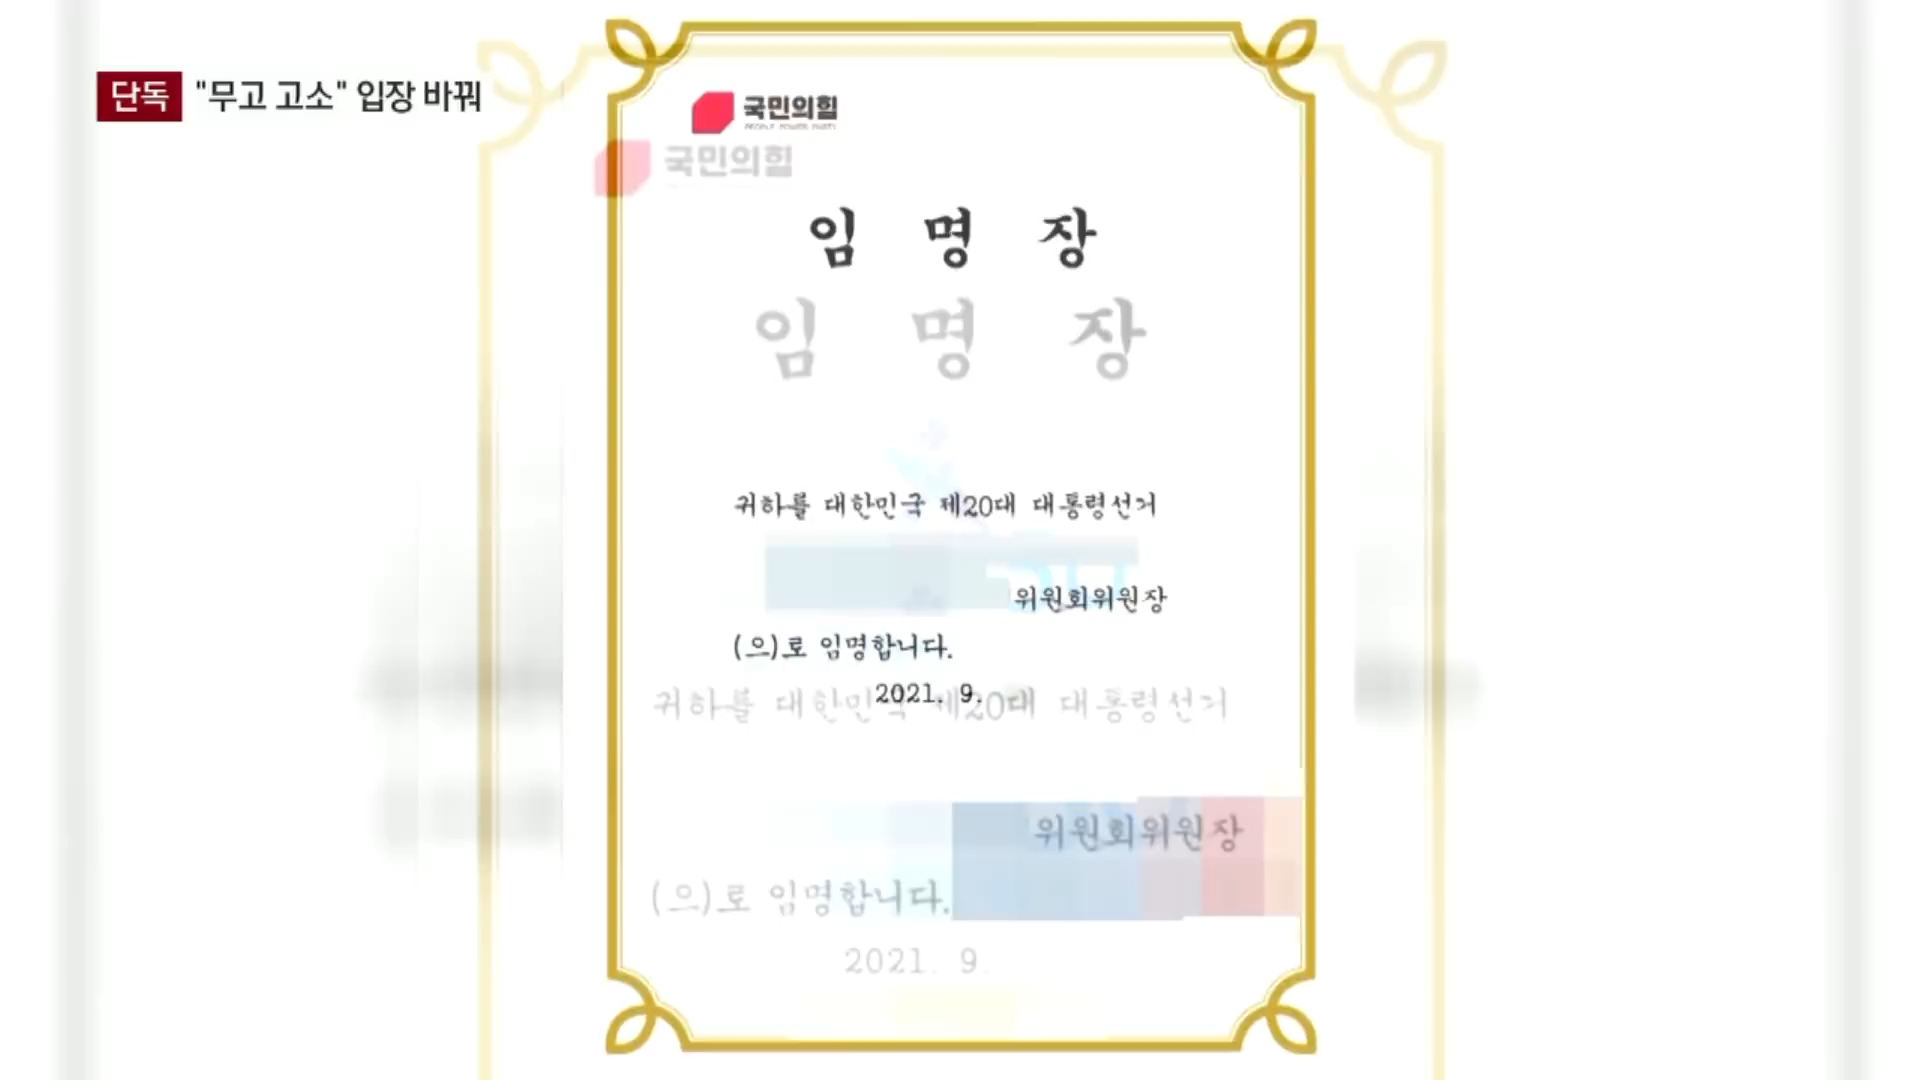 단독 "무고 고소" 입장 바꿔
국민의힘
PEOPLE POWER PARTY
국민의힘
임 명 장
임 명 장
귀하를 대한민국 제20대 대통령선거
위원회위원장
(으)로 임명합니다.
2021. 9.
귀하를 대한민국 제20대 대통령선거
위원회위원장
(으)로 임명합니다.
2021. 9.